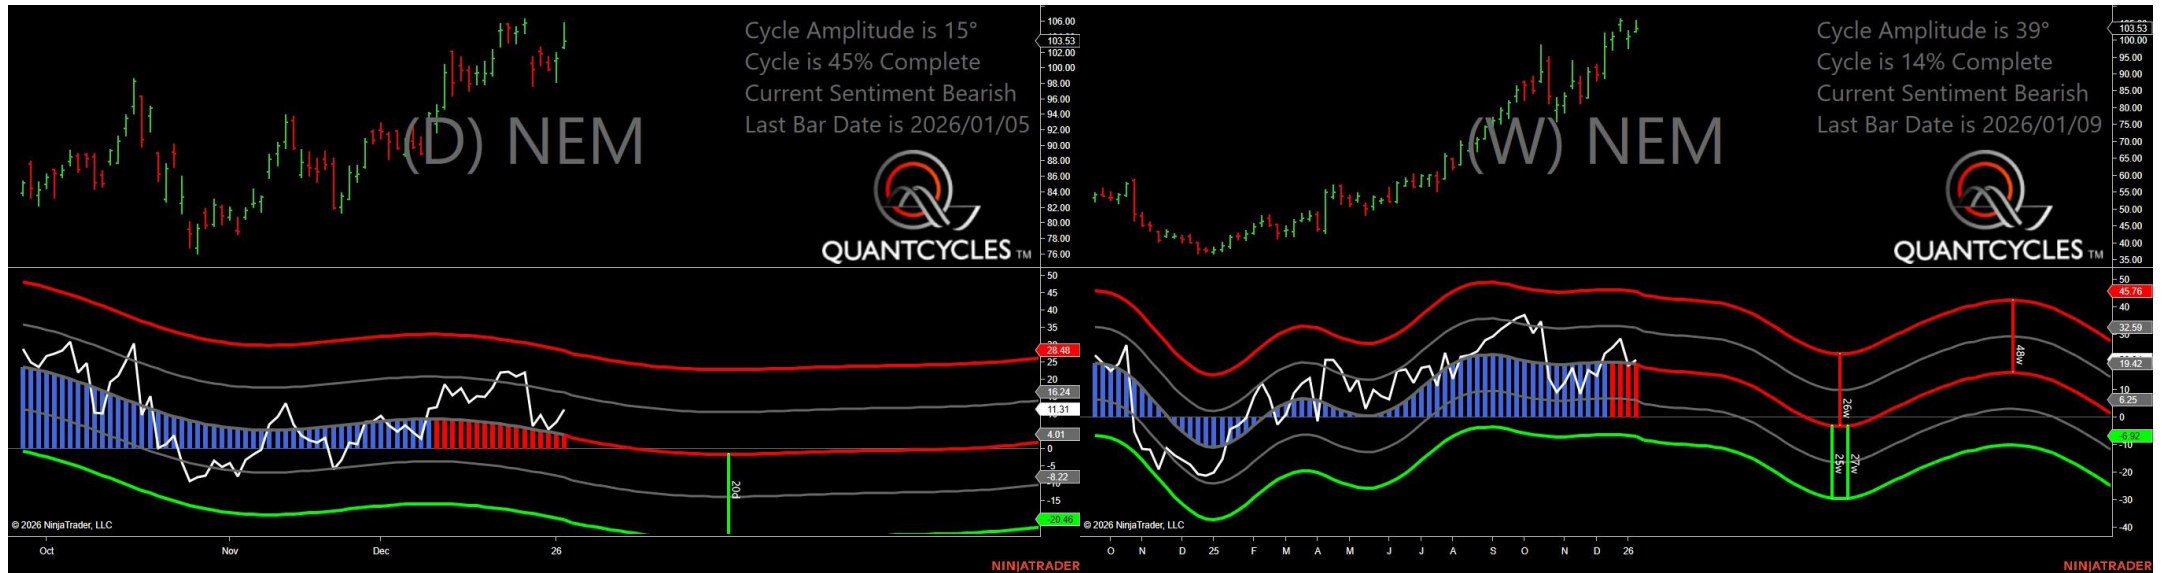 Cycle Amplitude is 15°
Cycle is 45% Complete
Current Sentiment Bearish
Last Bar Date is 2026/01/05
(D) NEM
QUANTCYCLES TM
106.00
103.53
102.00
100.00
98.00
96.00
94.00
92.00
90.00
88.00
86.00
84.00
82.00
80.00
78.00
76.00
50
45
40
35
28.48
25
20
16.24
11.31
4.01
0
-5
-8.22
-15
-20.46
20d
© 2026 NinjaTrader, LLC
Oct
Nov
Dec
26
NINJATRADER
Cycle Amplitude is 39°
Cycle is 14% Complete
Current Sentiment Bearish
Last Bar Date is 2026/01/09
(W) NEM
QUANTCYCLES TM
103.53
100.00
95.00
90.00
85.00
80.00
75.00
70.00
65.00
60.00
55.00
50.00
45.00
40.00
35.00
50
45.76
40
32.59
19.42
10
6.25
0
-6.92
-10
-20
-30
-40
48w
26w
25w
27w
© 2026 NinjaTrader, LLC
O N D 25 F M A M J J A S O N D 26
NINJATRADER